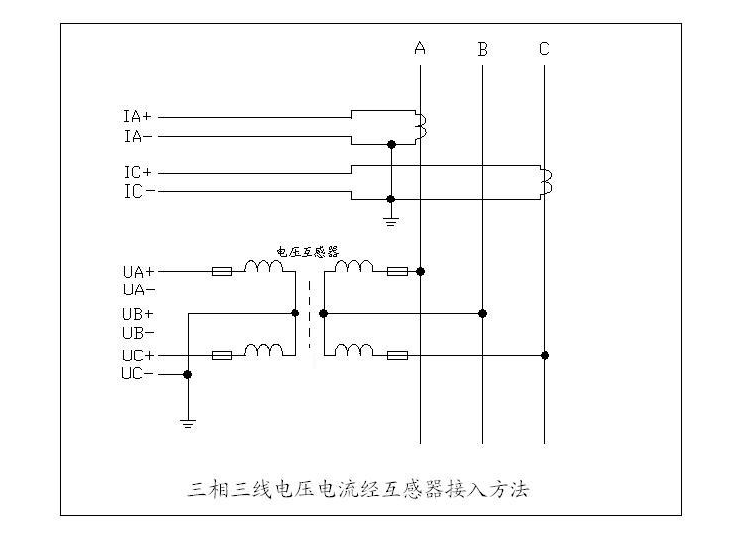 A B C
IA+
IA-
IC+
IC-
电压互感器
UA+
UA-
UB+
UB-
UC+
UC-
三相三线电压电流经互感器接入方法